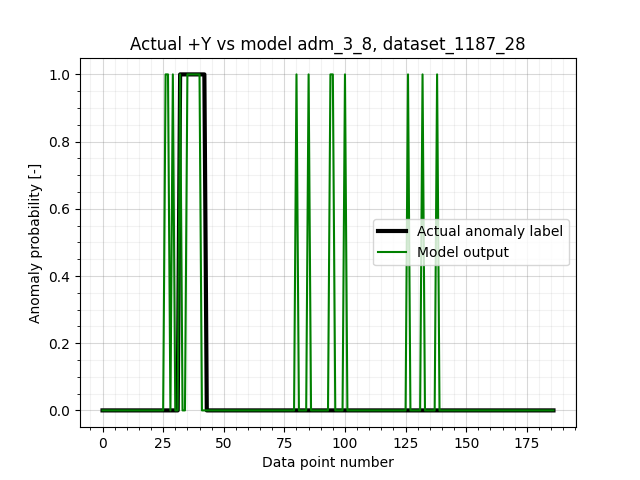 Actual +Y vs model adm_3_8, dataset_1187_28
1.0
0.8
0.6
0.4
0.2
0.0
Anomaly probability [-]
Actual anomaly label
Model output
0 25 50 75 100 125 150 175
Data point number